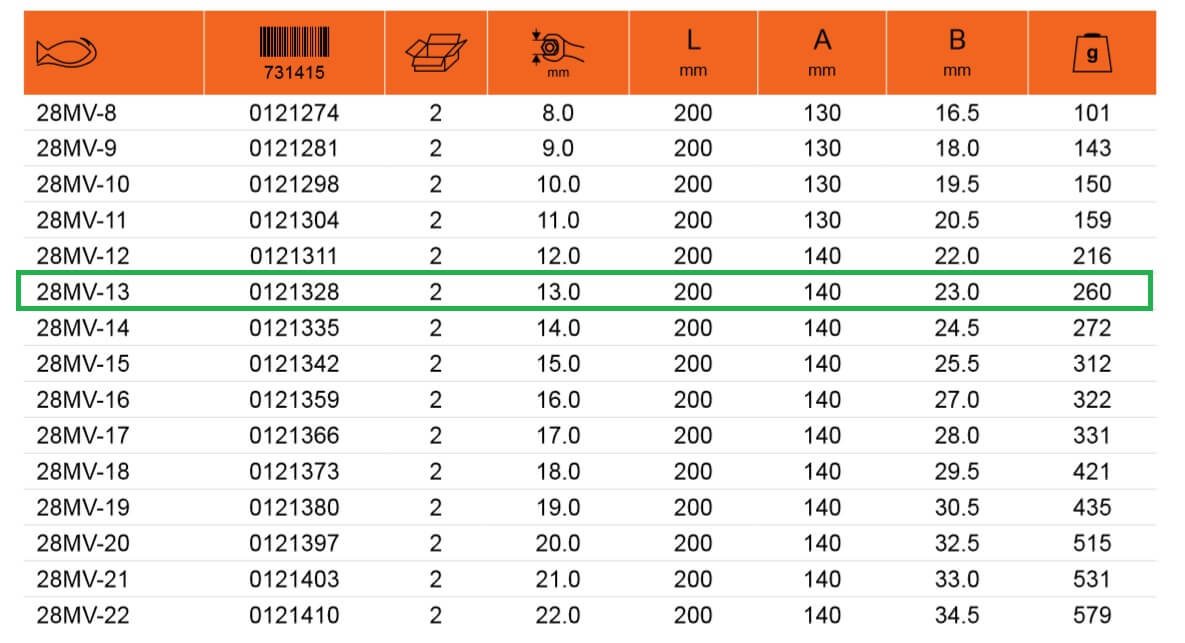 731415 mm L mm A mm B mm g
28MV-8 0121274 2 8.0 200 130 16.5 101
28MV-9 0121281 2 9.0 200 130 18.0 143
28MV-10 0121298 2 10.0 200 130 19.5 150
28MV-11 0121304 2 11.0 200 130 20.5 159
28MV-12 0121311 2 12.0 200 140 22.0 216
28MV-13 0121328 2 13.0 200 140 23.0 260
28MV-14 0121335 2 14.0 200 140 24.5 272
28MV-15 0121342 2 15.0 200 140 25.5 312
28MV-16 0121359 2 16.0 200 140 27.0 322
28MV-17 0121366 2 17.0 200 140 28.0 331
28MV-18 0121373 2 18.0 200 140 29.5 421
28MV-19 0121380 2 19.0 200 140 30.5 435
28MV-20 0121397 2 20.0 200 140 32.5 515
28MV-21 0121403 2 21.0 200 140 33.0 531
28MV-22 0121410 2 22.0 200 140 34.5 579